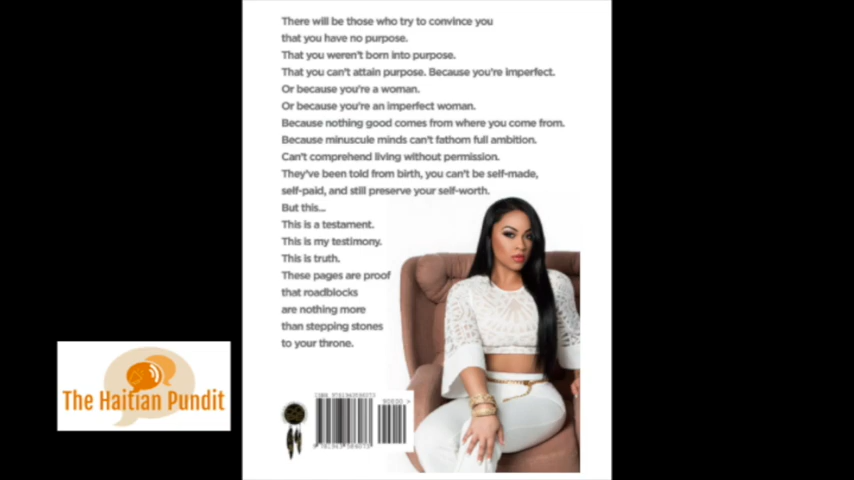 There will be those who try to convince you
that you have no purpose.
That you weren't born into purpose.
That you can't attain purpose. Because you're imperfect.
Or because you're a woman.
Or because you're an imperfect woman.
Because nothing good comes from where you come from.
Because minuscule minds can't fathom full ambition.
Can't comprehend living without permission.
They've been told from birth, you can't be self-made,
self-paid, and still preserve your self-worth.
But this...
This is a testament.
This is my testimony.
This is truth.
These pages are proof
that roadblocks
are nothing more
than stepping stones
to your throne.
The Haitian Pundit
ISBN
90000 >